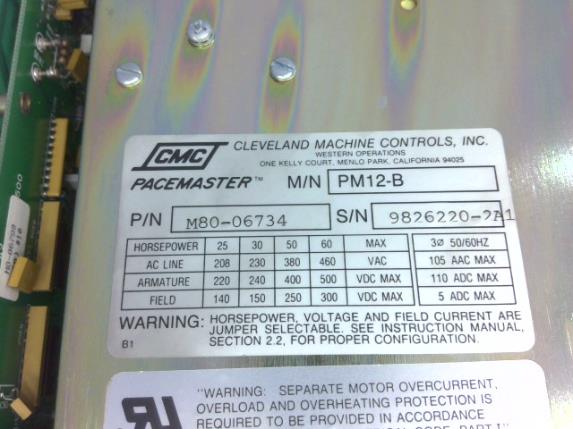 CMC
CLEVELAND MACHINE CONTROLS, INC.
WESTERN OPERATIONS
ONE KELLY COURT, MENLO PARK, CALIFORNIA 94025
PACEMASTER™ M/N PM12-B
P/N M80-06734 S/N 9826220-2A1
HORSEPOWER 25 30 50 60 MAX 3ø 50/60HZ
AC LINE 208 230 380 460 VAC 105 AAC MAX
ARMATURE 220 240 400 500 VDC MAX 110 ADC MAX
FIELD 140 150 250 300 VDC MAX 5 ADC MAX
WARNING: HORSEPOWER, VOLTAGE AND FIELD CURRENT ARE
JUMPER SELECTABLE. SEE INSTRUCTION MANUAL,
B1 SECTION 2.2, FOR PROPER CONFIGURATION.
"WARNING: SEPARATE MOTOR OVERCURRENT,
OVERLOAD AND OVERHEATING PROTECTION IS
REQUIRED TO BE PROVIDED IN ACCORDANCE